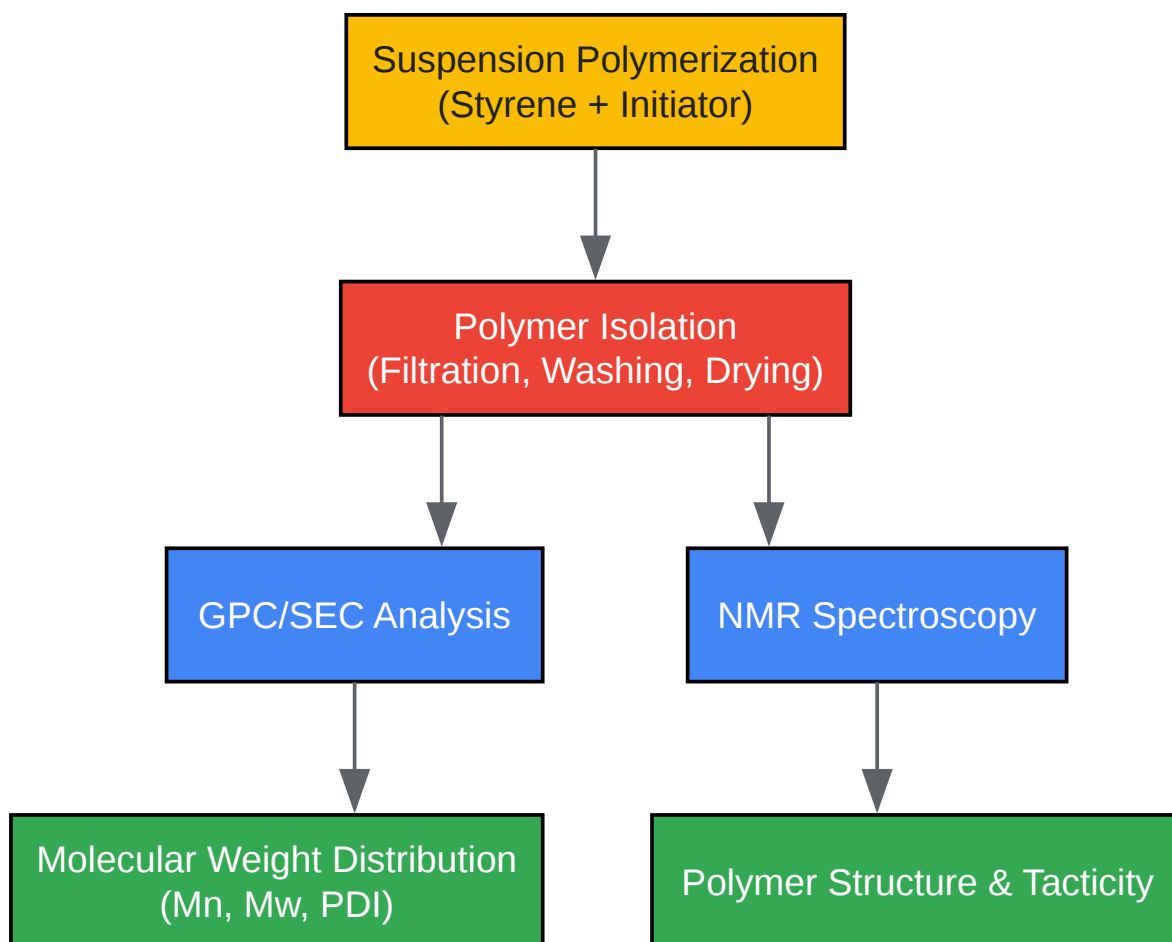 Suspension Polymerization
(Styrene + Initiator)
Polymer Isolation
(Filtration, Washing, Drying)
GPC/SEC Analysis
NMR Spectroscopy
Molecular Weight Distribution
(Mn, Mw, PDI)
Polymer Structure & Tacticity